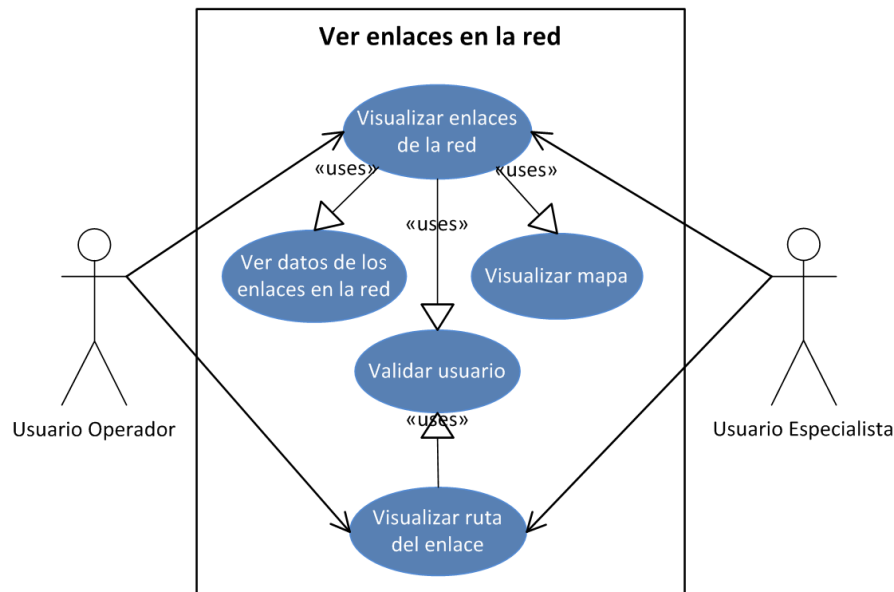 Ver enlaces en la red
Visualizar enlaces
de la red
«uses»
«uses»
«uses»
Ver datos de los
enlaces en la red
Visualizar mapa
Validar usuario
«uses»
Usuario Operador
Usuario Especialista
Visualizar ruta
del enlace